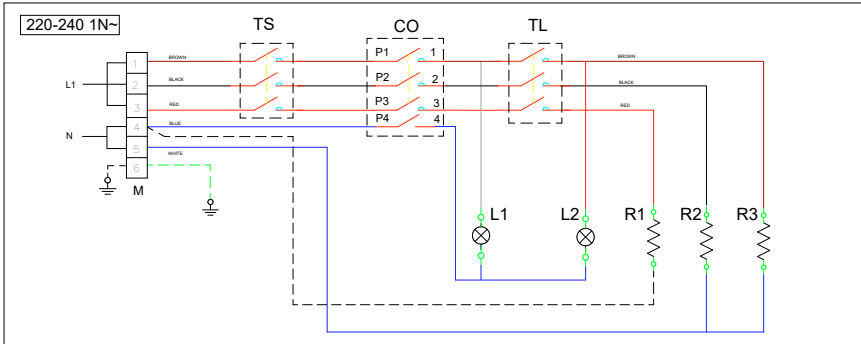 220-240 1N~
TS CO TL
1 BROWN P1 1 BROWN
L1 2 BLACK P2 2 BLACK
3 RED P3 3 RED
N 4 BLUE P4 4
5 WHITE
6
M
L1 L2 R1 R2 R3